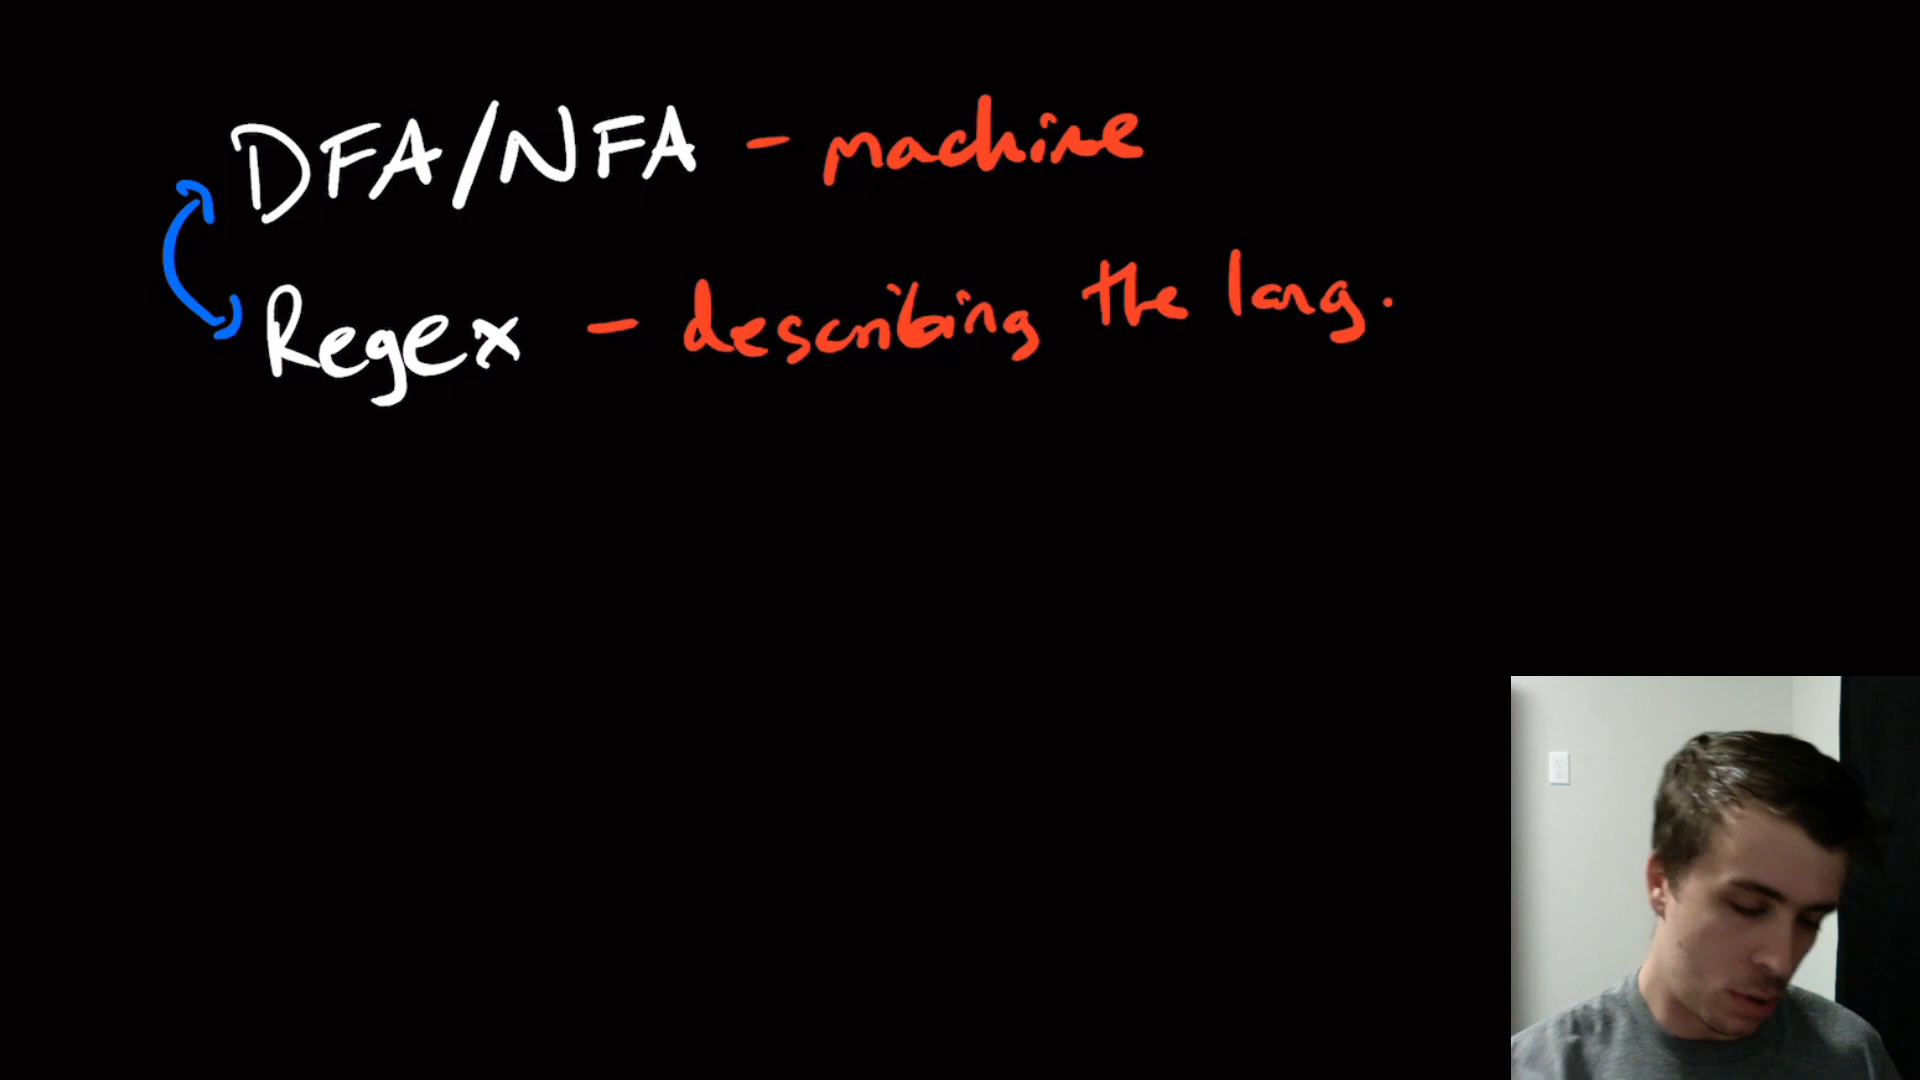 DFA/NFA - machine
Regex - describing the lang.